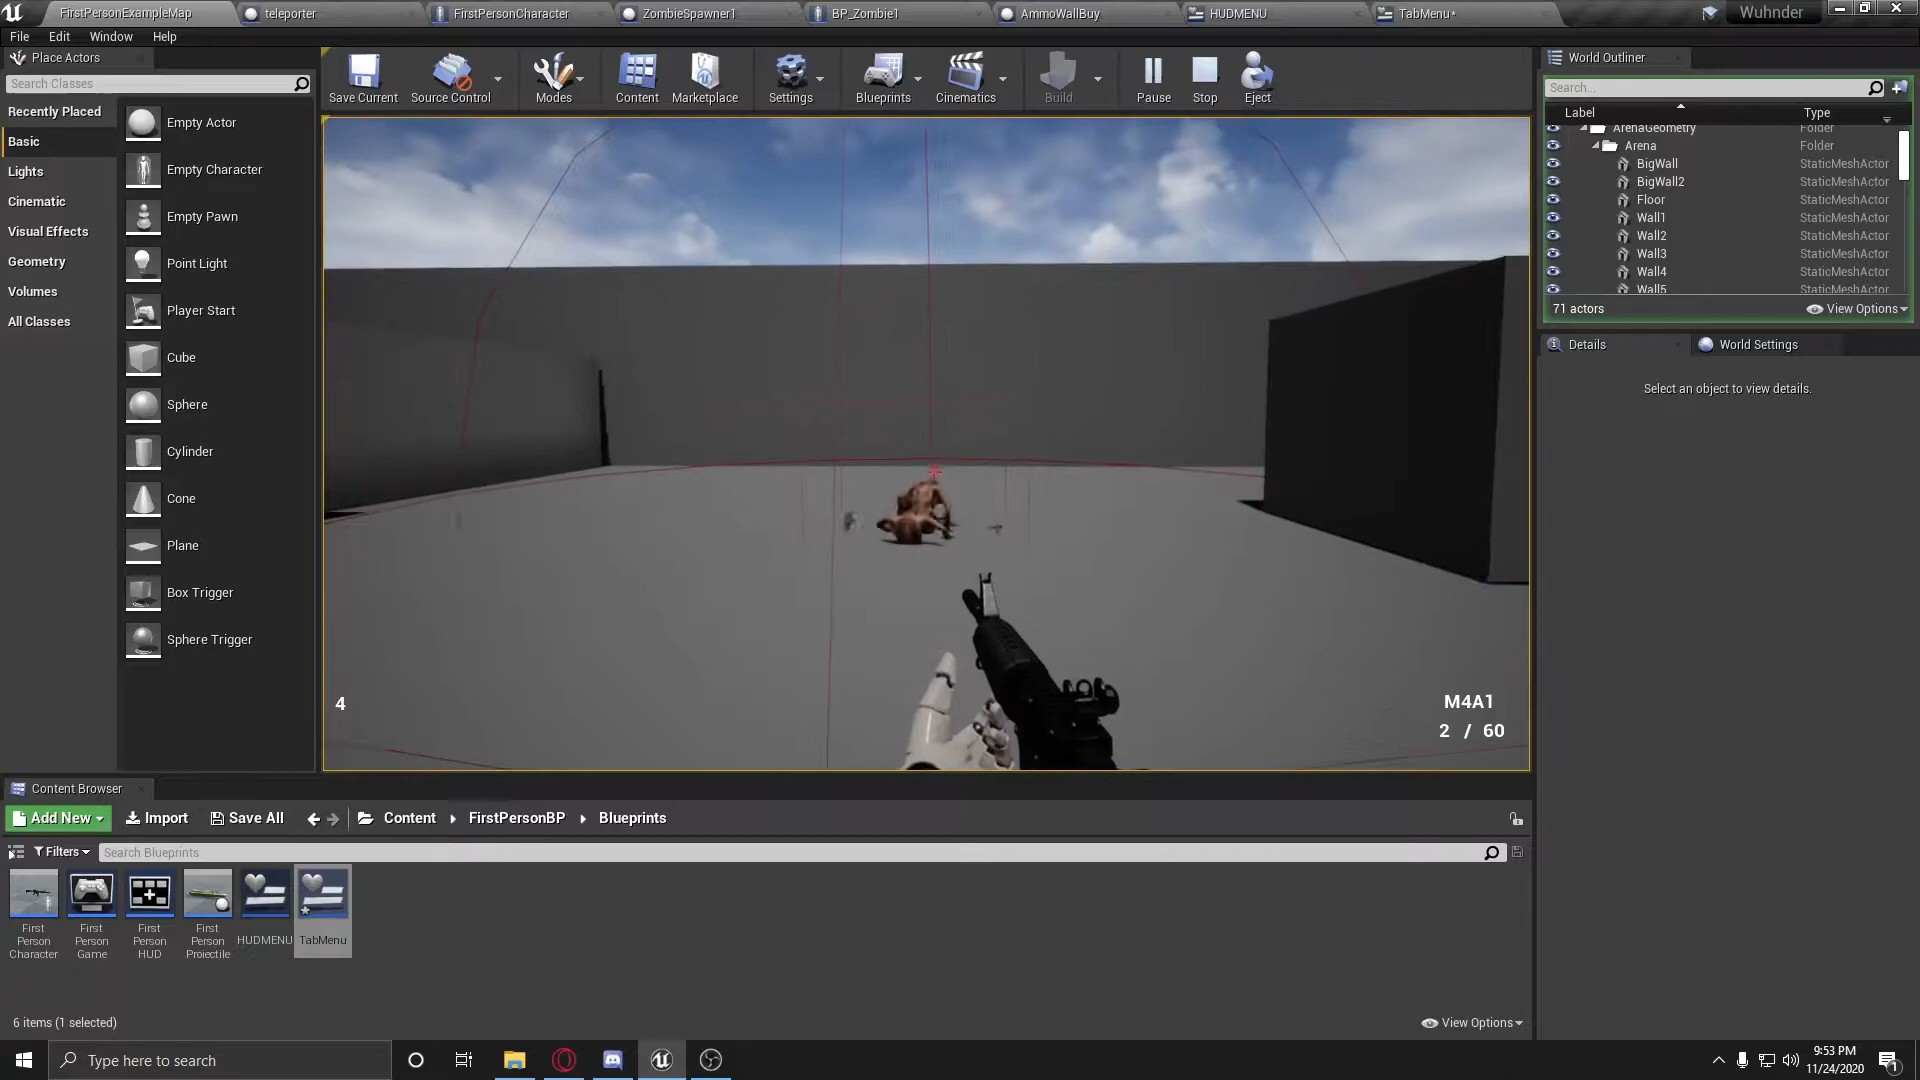 FirstPersonExampleMap
teleporter
FirstPersonCharacter
ZombieSpawner1
BP_Zombie1
AmmoWallBuy
HUDMENU
TabMenu*
Wuhnder
File
Edit
Window
Help
Place Actors
Search Classes
Recently Placed
Basic
Lights
Cinematic
Visual Effects
Geometry
Volumes
All Classes
Empty Actor
Empty Character
Empty Pawn
Point Light
Player Start
Cube
Sphere
Cylinder
Cone
Plane
Box Trigger
Sphere Trigger
Save Current
Source Control
Modes
Content
Marketplace
Settings
Blueprints
Cinematics
Build
Pause
Stop
Eject
4
M4A1
2 / 60
World Outliner
Search...
Label Type
ArenaGeometry Folder
Arena Folder
BigWall StaticMeshActor
BigWall2 StaticMeshActor
Floor StaticMeshActor
Wall1 StaticMeshActor
Wall2 StaticMeshActor
Wall3 StaticMeshActor
Wall4 StaticMeshActor
Wall5 StaticMeshActor
71 actors
View Options
Details
World Settings
Select an object to view details.
Content Browser
Add New
Import
Save All
Content
FirstPersonBP
Blueprints
Filters
Search Blueprints
First Person Character
First Person Game
First Person HUD
First Person Projectile
HUDMENU
TabMenu
6 items (1 selected)
View Options
Type here to search
9:53 PM
11/24/2020
1